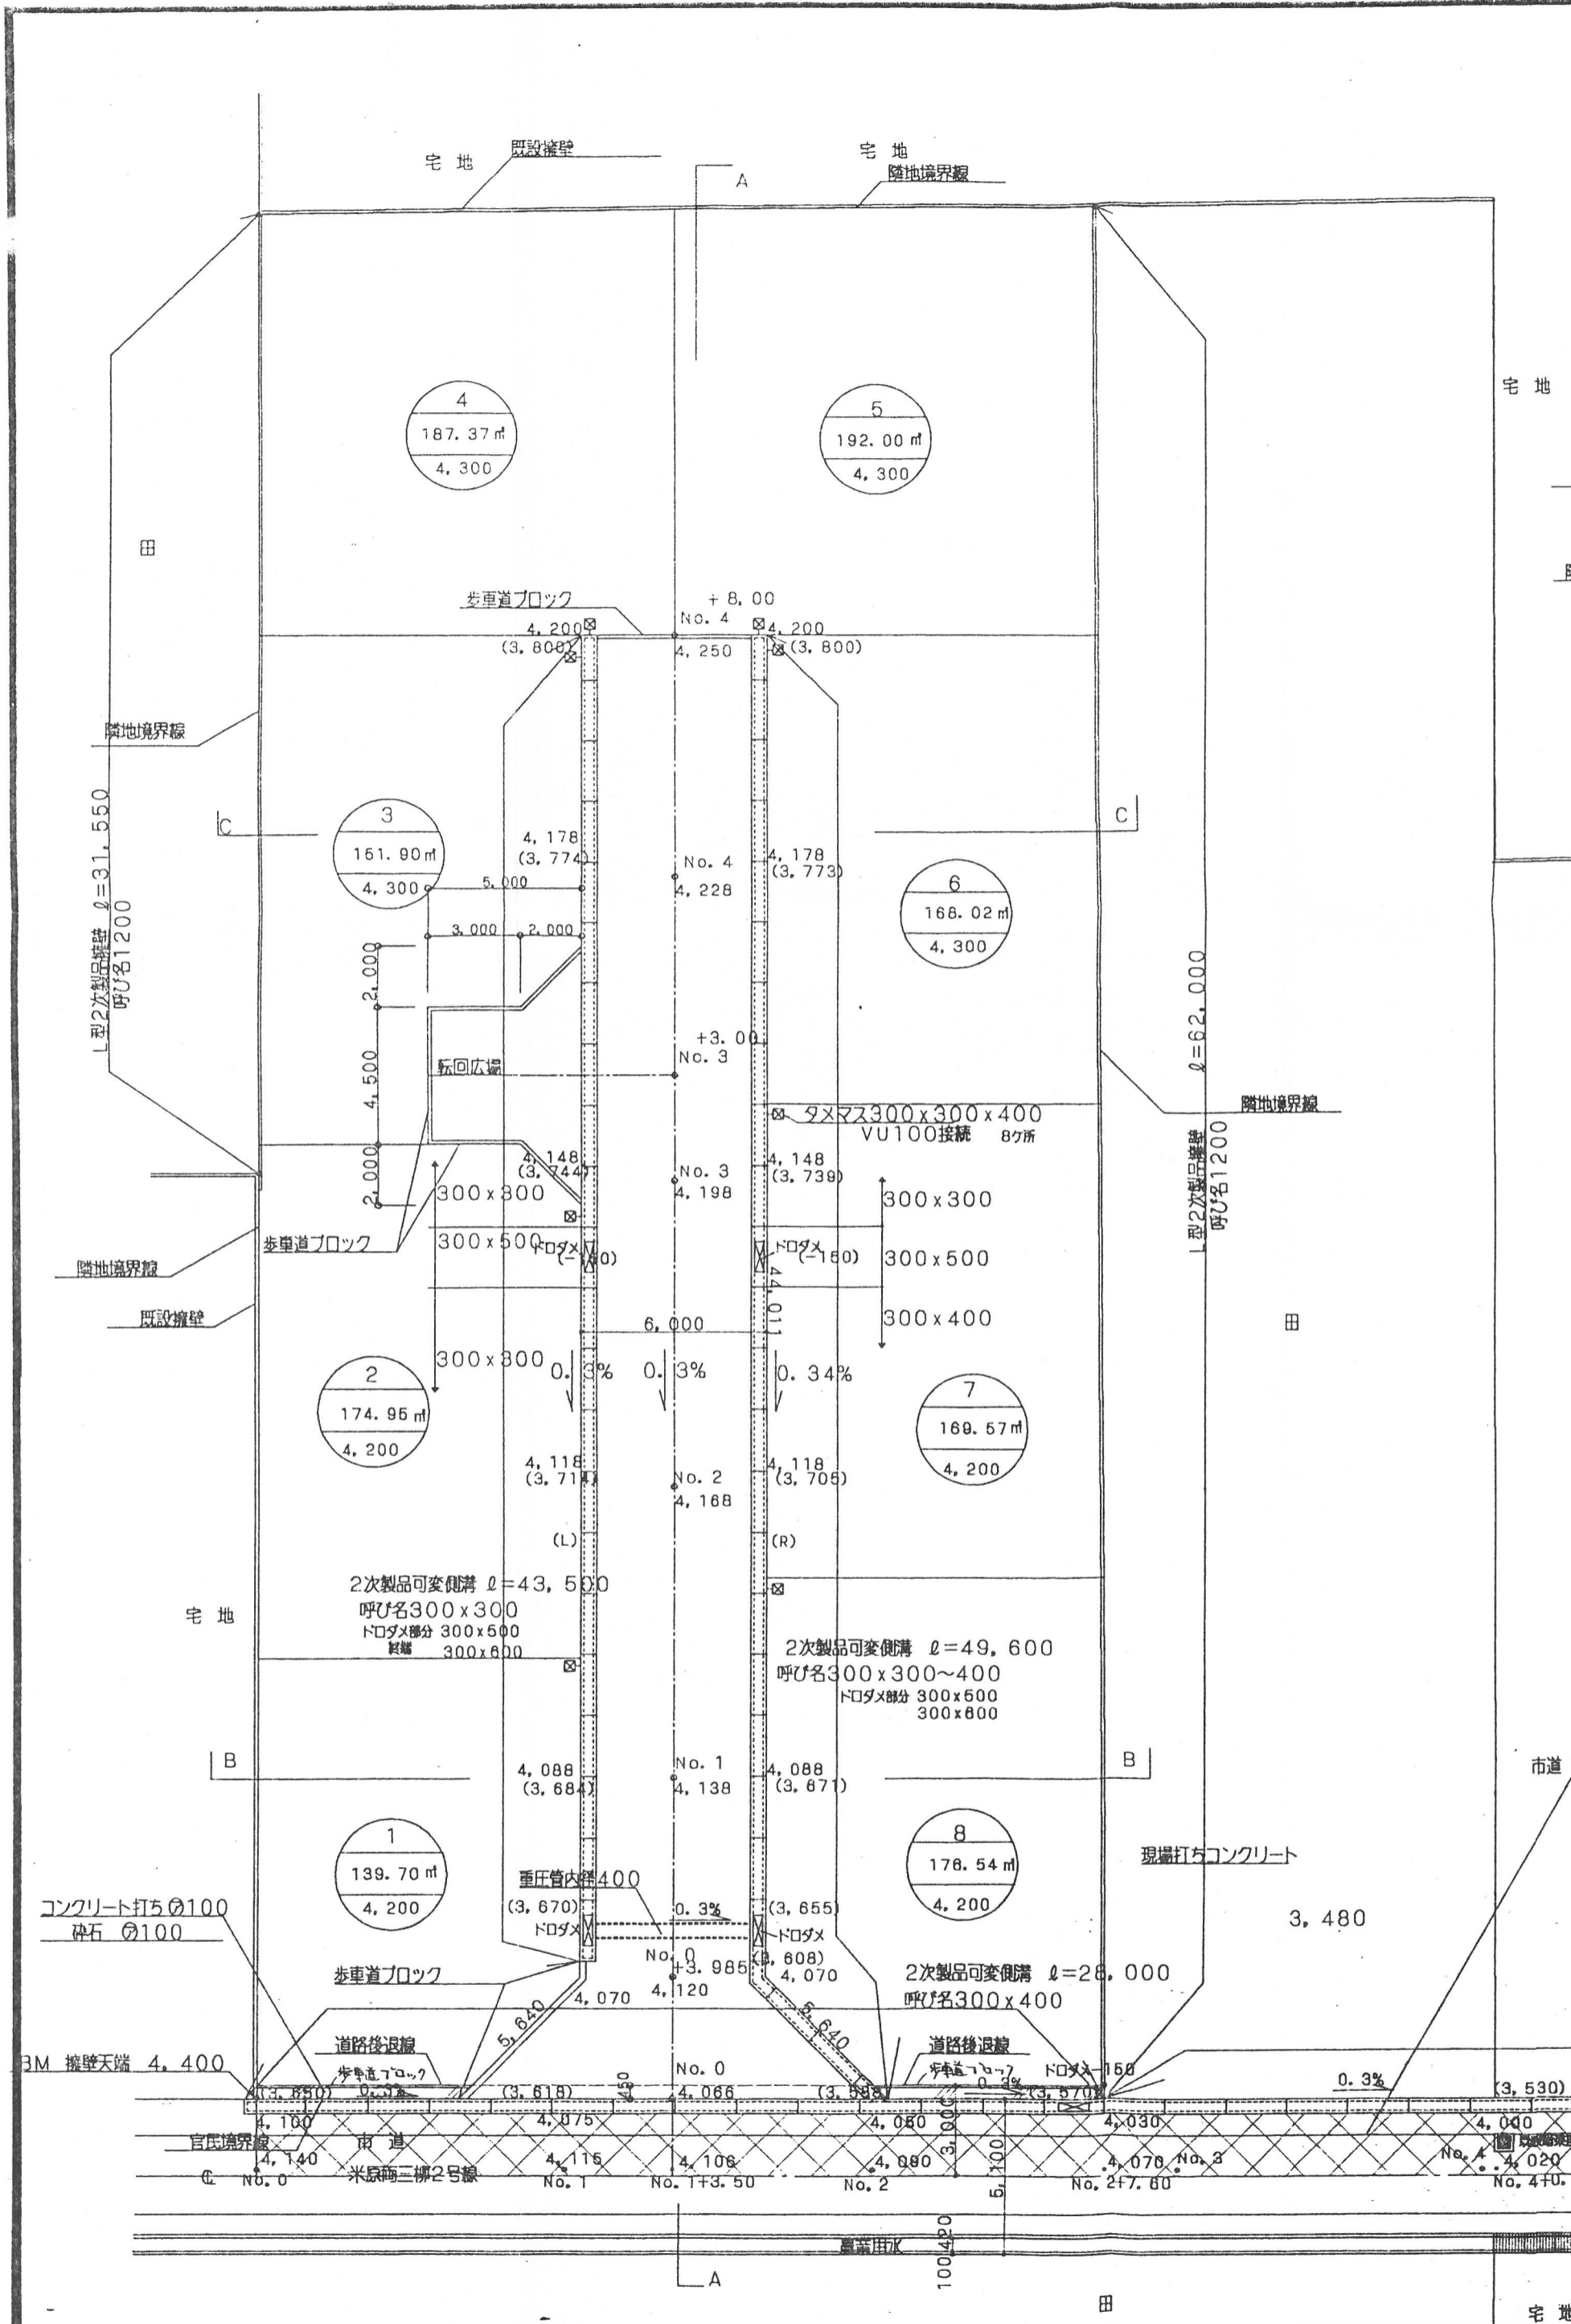 宅 地
既設擁壁
宅 地
隣地境界線
A
4
187.37㎡
4,300
5
192.00㎡
4,300
宅 地
田
歩車道ブロック
+8.00
No.4
4,200
(3,800)
4,250
4,200
(3,800)
隣地境界線
L型2次製品擁壁 ℓ=31,550
呼び名1200
C
3
151.90㎡
4,300
4,178
(3,774)
No.4
4,228
4,178
(3,773)
C
6
168.02㎡
4,300
5,000
3,000
2,000
2,000
4,500
2,000
転回広場
+3.00
No.3
L型2次製品擁壁 ℓ=62,000
呼び名1200
隣地境界線
タメマス300x300x400
VU100接続 8ケ所
4,148
(3,744)
No.3
4,198
4,148
(3,739)
300x300
300x300
歩車道ブロック
300x500
ドロダメ
ドロダメ
(-150)
300x500
隣地境界線
既設擁壁
44,011
300x400
田
6,000
300x300
0.3%
0.3%
0.34%
2
174.95㎡
4,200
7
169.57㎡
4,200
4,118
(3,714)
No.2
4,168
4,118
(3,705)
(L)
(R)
2次製品可変側溝 ℓ=43,500
呼び名300x300
ドロダメ部分 300x500
300x600
宅 地
2次製品可変側溝 ℓ=49,600
呼び名300x300~400
ドロダメ部分 300x500
300x600
B
4,088
(3,684)
No.1
4,138
4,088
(3,671)
B
市道
1
139.70㎡
4,200
8
176.54㎡
4,200
現場打ちコンクリート
重圧管内径400
コンクリート打ち⑦100
砕石 ⑦100
(3,670)
ドロダメ
0.3%
(3,655)
ドロダメ
3,480
歩車道ブロック
No.0
+3.985
4,120
(3,608)
4,070
4,070
2次製品可変側溝 ℓ=28,000
呼び名300x400
5,640
5,640
BM 擁壁天端 4.400
道路後退線
歩車道ブロック
No.0
道路後退線
歩車道ブロック
ドロダメ-150
(3,650)
0.3%
(3,618)
450
4,066
(3,588)
0.3%
(3,570)
0.3%
(3,530)
4,100
4,075
4,050
3,000
4,030
4,000
官民境界線
市 道
4,140
米原両三柳2号線
4,115
4,106
4,090
4,070
No.3
No.4
4,020
℄ No.0
No.1
No.1+3.50
No.2
5,100
No.2+7.60
No.4+0.
農業用水
420
100
A
田
宅 地